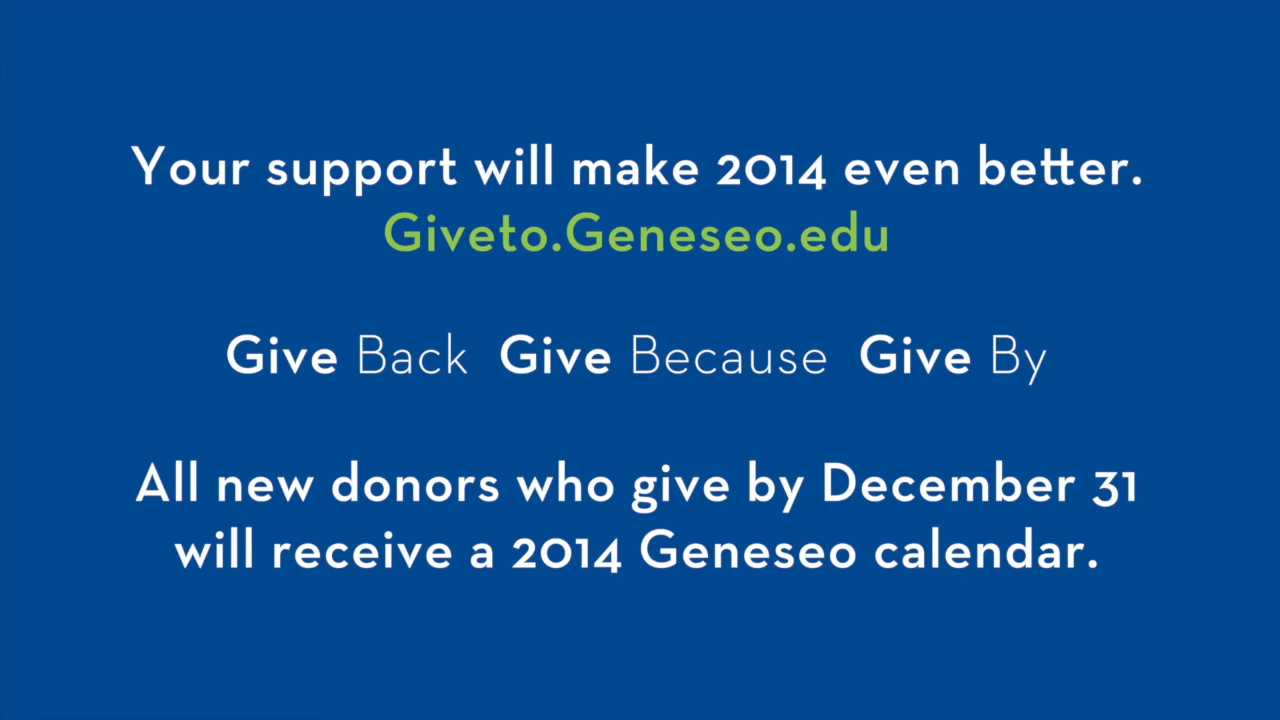 Your support will make 2014 even better.
Giveto.Geneseo.edu
Give Back Give Because Give By
All new donors who give by December 31
will receive a 2014 Geneseo calendar.